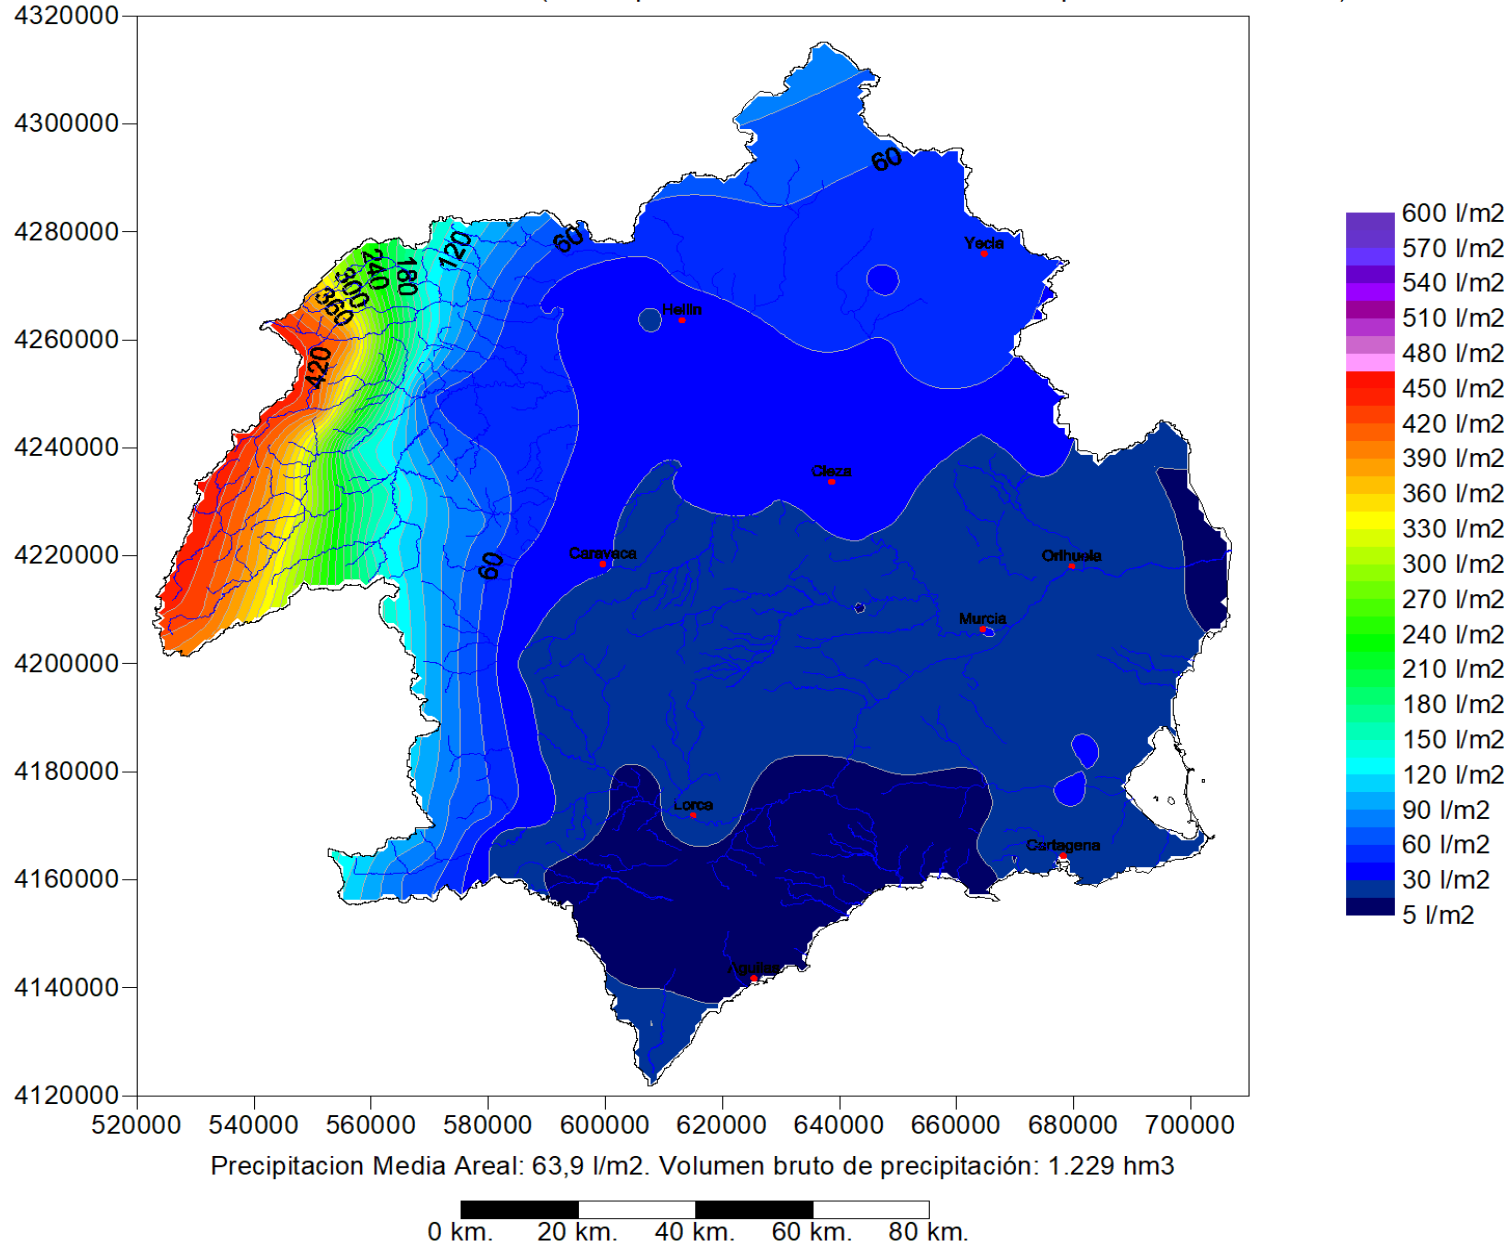 4320000
4300000
4280000
4260000
4240000
4220000
4200000
4180000
4160000
4140000
4120000
520000 540000 560000 580000 600000 620000 640000 660000 680000 700000
60
60
120
180
240
300
360
420
60
Yecla
Hellin
Cieza
Caravaca
Orihuela
Murcia
Lorca
Cartagena
Aguilas
600 l/m2
570 l/m2
540 l/m2
510 l/m2
480 l/m2
450 l/m2
420 l/m2
390 l/m2
360 l/m2
330 l/m2
300 l/m2
270 l/m2
240 l/m2
210 l/m2
180 l/m2
150 l/m2
120 l/m2
90 l/m2
60 l/m2
30 l/m2
5 l/m2
Precipitacion Media Areal: 63,9 l/m2. Volumen bruto de precipitación: 1.229 hm3
0 km. 20 km. 40 km. 60 km. 80 km.